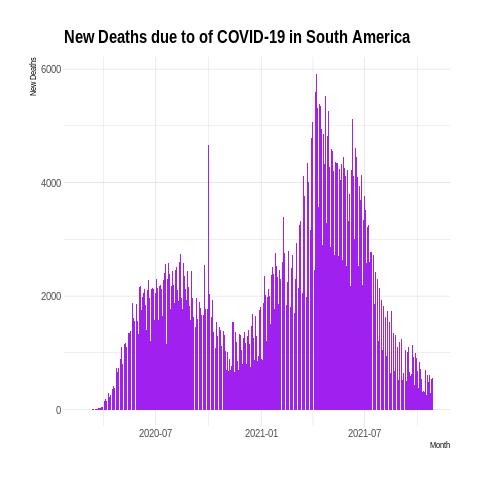 New Deaths due to of COVID-19 in South America
New Deaths
6000
4000
2000
0
2020-07
2021-01
2021-07
Month